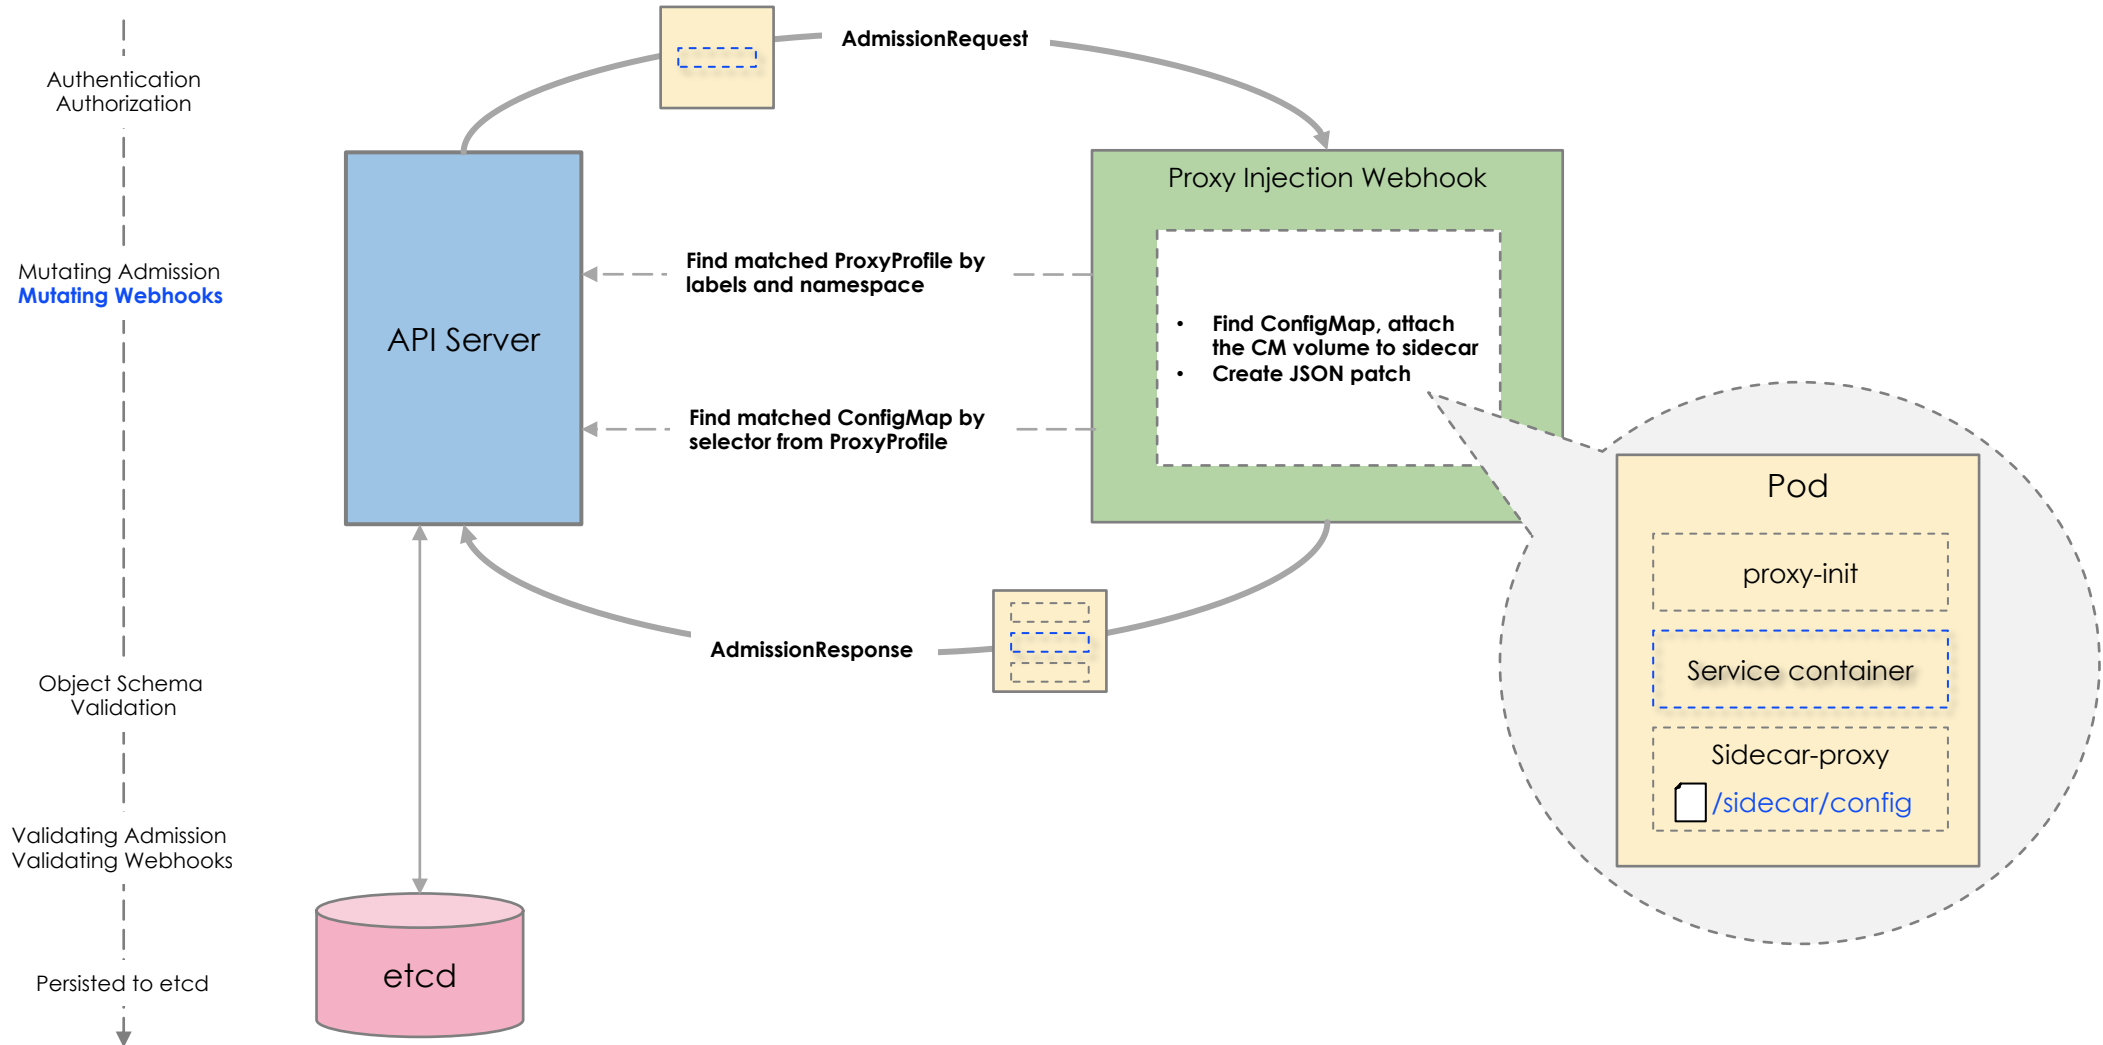 Authentication
Authorization
Mutating Admission
Mutating Webhooks
Object Schema
Validation
Validating Admission
Validating Webhooks
Persisted to etcd
AdmissionRequest
API Server
Proxy Injection Webhook
Find matched ProxyProfile by
labels and namespace
Find matched ConfigMap by
selector from ProxyProfile
• Find ConfigMap, attach
the CM volume to sidecar
• Create JSON patch
AdmissionResponse
etcd
Pod
proxy-init
Service container
Sidecar-proxy
/sidecar/config